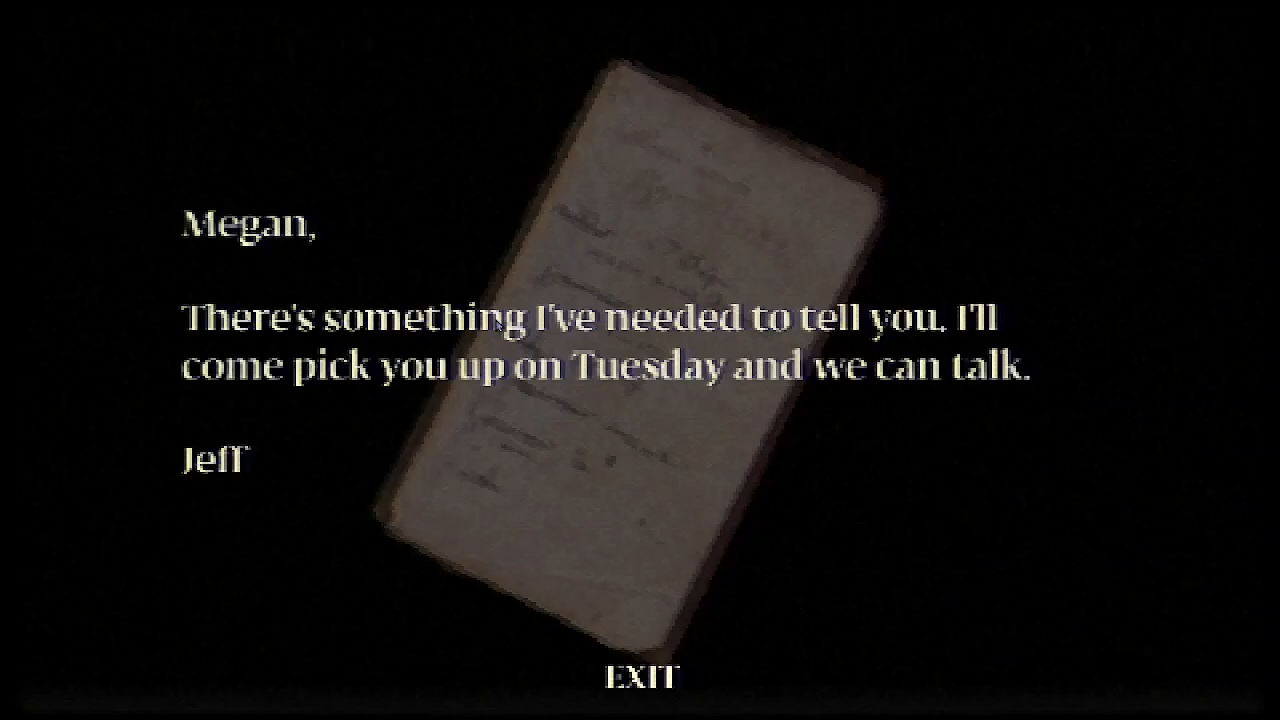 Megan,
There's something I've needed to tell you. I'll
come pick you up on Tuesday and we can talk.
Jeff
EXIT